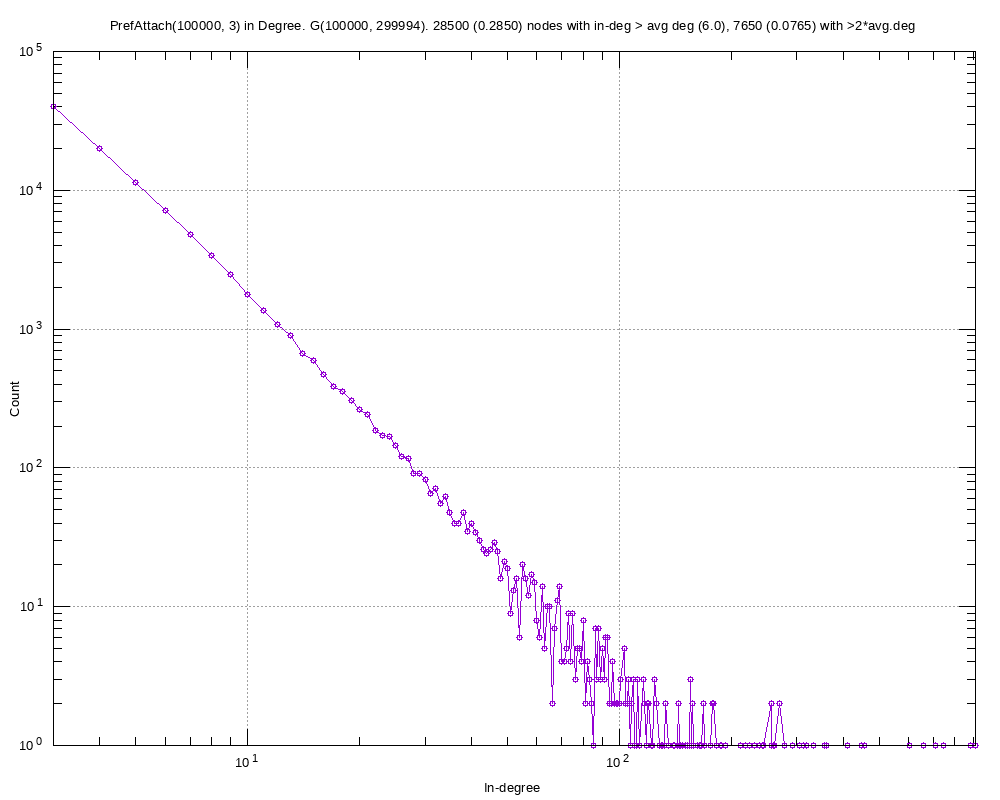 PrefAttach(100000, 3) in Degree. G(100000, 299994). 28500 (0.2850) nodes with in-deg > avg deg (6.0), 7650 (0.0765) with >2*avg.deg
10^5
10^4
10^3
10^2
10^1
10^0
Count
10^1
10^2
In-degree